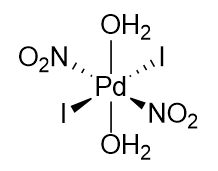 OH₂
O₂N I
Pd
I NO₂
OH₂